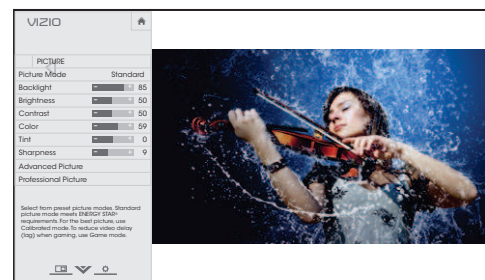 VIZIO
PICTURE
Picture Mode Standard
Backlight 85
Brightness 50
Contrast 50
Color 59
Tint 0
Sharpness 9
Advanced Picture
Professional Picture
Select from preset picture modes. Standard
picture mode meets ENERGY STAR®
requirements. For the best picture, use
Calibrated mode. To reduce video delay
(lag) when gaming, use Game mode.